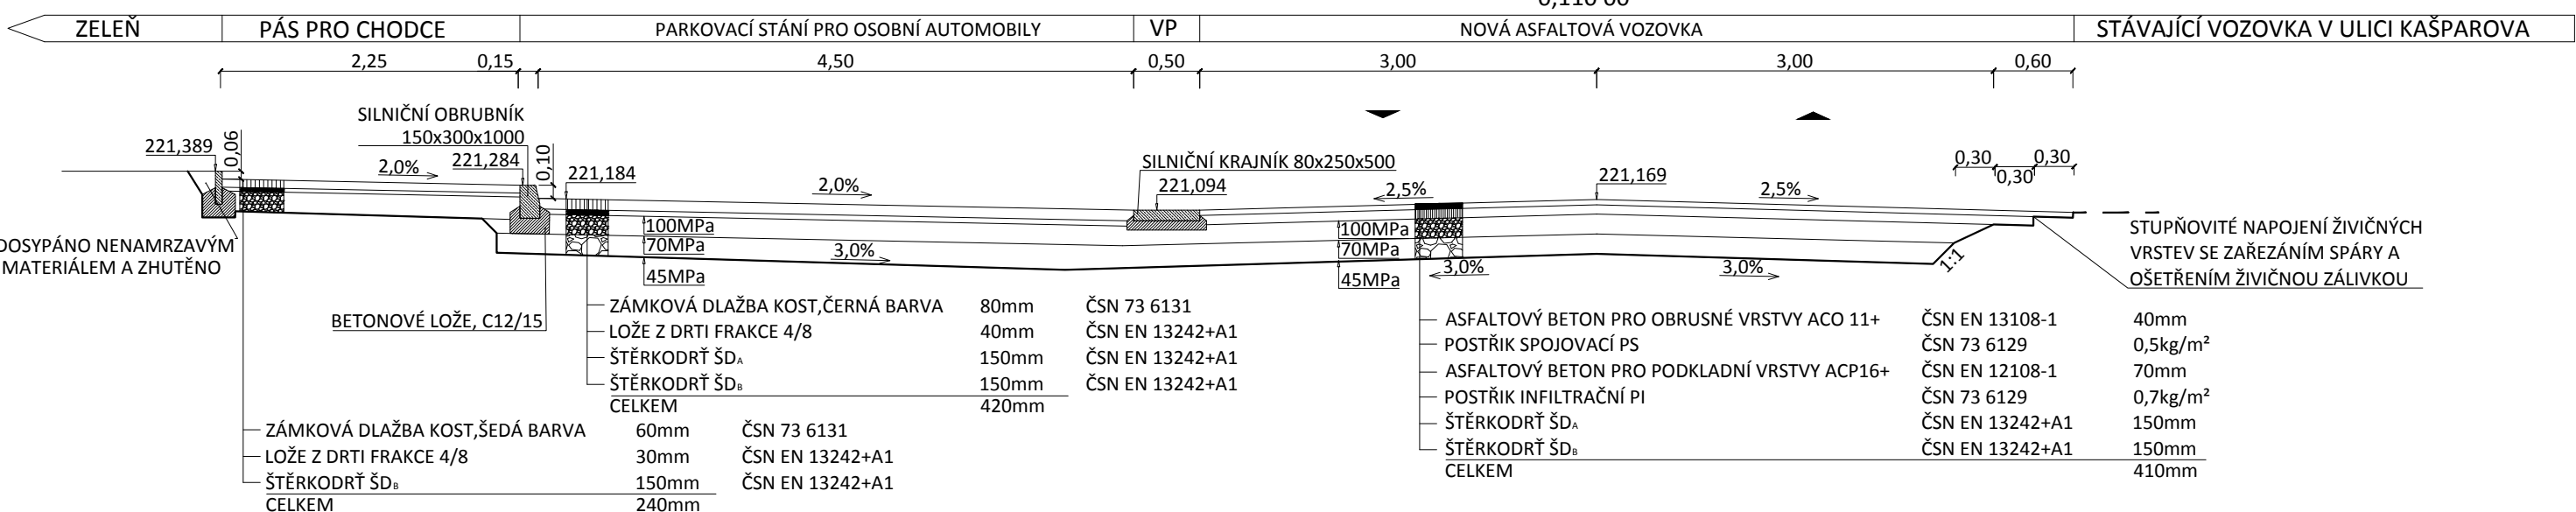 ZELEŇ PÁS PRO CHODCE PARKOVACÍ STÁNÍ PRO OSOBNÍ AUTOMOBILY VP NOVÁ ASFALTOVÁ VOZOVKA STÁVAJÍCÍ VOZOVKA V ULICI KAŠPAROVA
2,25 0,15 4,50 0,50 3,00 3,00 0,60
SILNIČNÍ OBRUBNÍK
150x300x1000
221,389 0,06 2,0% 221,284 0,10 221,184 2,0%
SILNIČNÍ KRAJNÍK 80x250x500
221,094 2,5% 221,169 2,5% 0,30 0,30 0,30
100MPa
70MPa
45MPa
3,0%
100MPa
70MPa
45MPa
3,0% 3,0% 1:1
DOSYPÁNO NENAMRZAVÝM
MATERIÁLEM A ZHUTĚNO
STUPŇOVITÉ NAPOJENÍ ŽIVIČNÝCH
VRSTEV SE ZAŘEZÁNÍM SPÁRY A
OŠETŘENÍM ŽIVIČNOU ZÁLIVKOU
BETONOVÉ LOŽE, C12/15
ZÁMKOVÁ DLAŽBA KOST,ČERNÁ BARVA 80mm ČSN 73 6131
LOŽE Z DRTI FRAKCE 4/8 40mm ČSN EN 13242+A1
ŠTĚRKODRŤ ŠDA 150mm ČSN EN 13242+A1
ŠTĚRKODRŤ ŠDB 150mm ČSN EN 13242+A1
CELKEM 420mm
ZÁMKOVÁ DLAŽBA KOST,ŠEDÁ BARVA 60mm ČSN 73 6131
LOŽE Z DRTI FRAKCE 4/8 30mm ČSN EN 13242+A1
ŠTĚRKODRŤ ŠDB 150mm ČSN EN 13242+A1
CELKEM 240mm
ASFALTOVÝ BETON PRO OBRUSNÉ VRSTVY ACO 11+ ČSN EN 13108-1 40mm
POSTŘIK SPOJOVACÍ PS ČSN 73 6129 0,5kg/m²
ASFALTOVÝ BETON PRO PODKLADNÍ VRSTVY ACP16+ ČSN EN 12108-1 70mm
POSTŘIK INFILTRAČNÍ PI ČSN 73 6129 0,7kg/m²
ŠTĚRKODRŤ ŠDA ČSN EN 13242+A1 150mm
ŠTĚRKODRŤ ŠDB ČSN EN 13242+A1 150mm
CELKEM 410mm